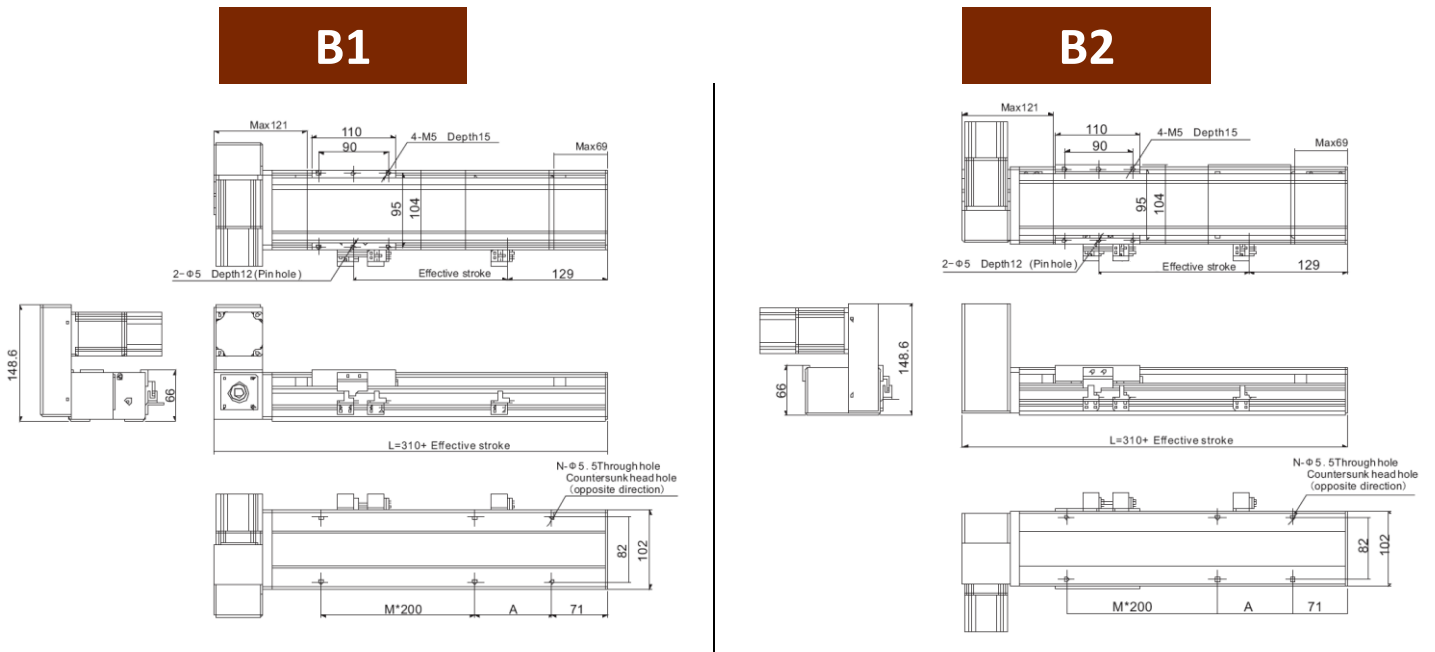 B1
Max121
110
4-M5 Depth15
90
Max69
95
104
2-Φ5 Depth12(Pin hole)
Effective stroke
129
148.6
66
L=310+ Effective stroke
N-Φ5.5Through hole
Countersunk head hole
(opposite direction)
82
102
M*200
A
71
B2
Max121
110
4-M5 Depth15
90
Max69
95
104
2-Φ5 Depth12 (Pin hole)
Effective stroke
129
66
148.6
L=310+ Effective stroke
N-Φ5.5Through hole
Countersunk head hole
(opposite direction)
82
102
M*200
A
71